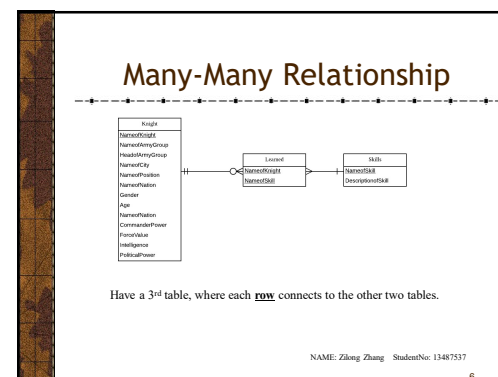 Many-Many Relationship
Knight
NameofKnight
NameofArmyGroup
HeadofArmyGroup
NameofCity
NameofPosition
NameofNation
Gender
Age
NameofNation
CommanderPower
ForceValue
Intelligence
PoliticalPower
Learned
NameofKnight
NameofSkill
Skills
NameofSkill
DescriptionofSkill
Have a 3rd table, where each row connects to the other two tables.
NAME: Zilong Zhang StudentNo: 13487537
6